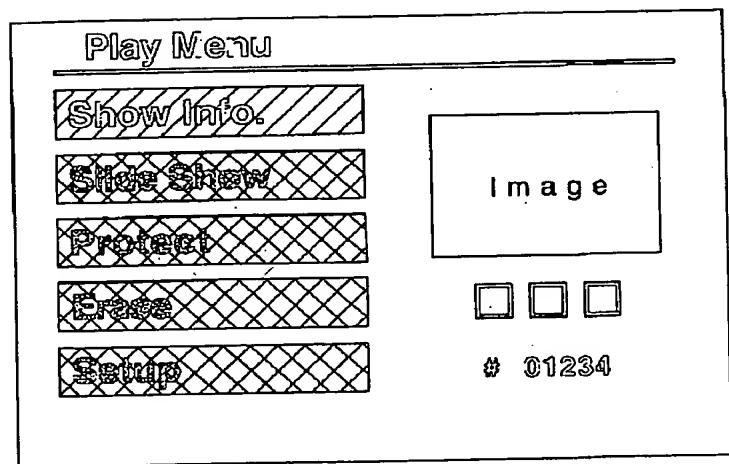 Play Menu
Show Info.
Slide Show
Protect
Erase
Setup
Image
# 01234